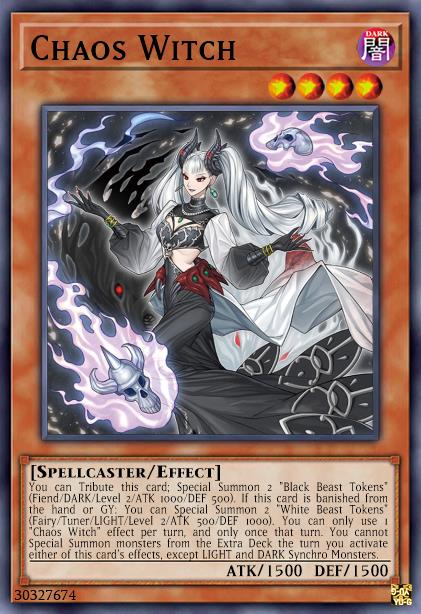 Chaos Witch
DARK
闇
[Spellcaster/Effect]
You can Tribute this card; Special Summon 2 "Black Beast Tokens"
(Fiend/DARK/Level 2/ATK 1000/DEF 500). If this card is banished from
the hand or GY: You can Special Summon 2 "White Beast Tokens"
(Fairy/Tuner/LIGHT/Level 2/ATK 500/DEF 1000). You can only use 1
"Chaos Witch" effect per turn, and only once that turn. You cannot
Special Summon monsters from the Extra Deck the turn you activate
either of this card's effects, except LIGHT and DARK Synchro Monsters.
ATK/1500 DEF/1500
30327674